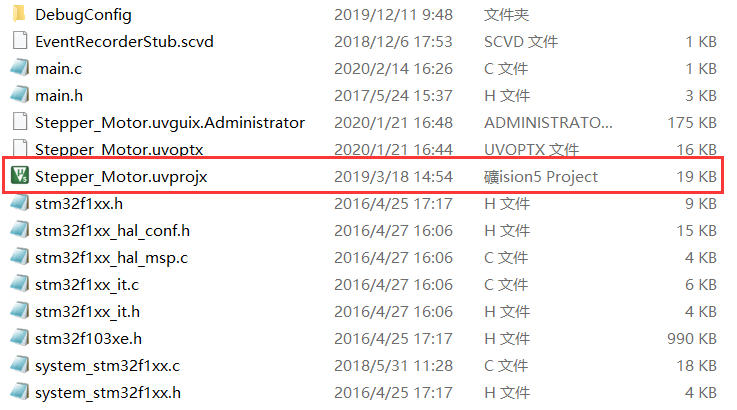 DebugConfig 2019/12/11 9:48 文件夹
EventRecorderStub.scvd 2018/12/6 17:53 SCVD 文件 1 KB
main.c 2020/2/14 16:26 C 文件 1 KB
main.h 2017/5/24 15:37 H 文件 3 KB
Stepper_Motor.uvguix.Administrator 2020/1/21 16:48 ADMINISTRATO... 175 KB
Stepper_Motor.uvoptx 2020/1/21 16:44 UVOPTX 文件 16 KB
Stepper_Motor.uvprojx 2019/3/18 14:54 礦ision5 Project 19 KB
stm32f1xx.h 2016/4/25 17:17 H 文件 9 KB
stm32f1xx_hal_conf.h 2016/4/27 16:06 H 文件 15 KB
stm32f1xx_hal_msp.c 2016/4/27 16:06 C 文件 4 KB
stm32f1xx_it.c 2016/4/27 16:06 C 文件 6 KB
stm32f1xx_it.h 2016/4/27 16:06 H 文件 4 KB
stm32f103xe.h 2016/4/25 17:17 H 文件 990 KB
system_stm32f1xx.c 2018/5/31 11:28 C 文件 18 KB
system_stm32f1xx.h 2016/4/25 17:17 H 文件 4 KB